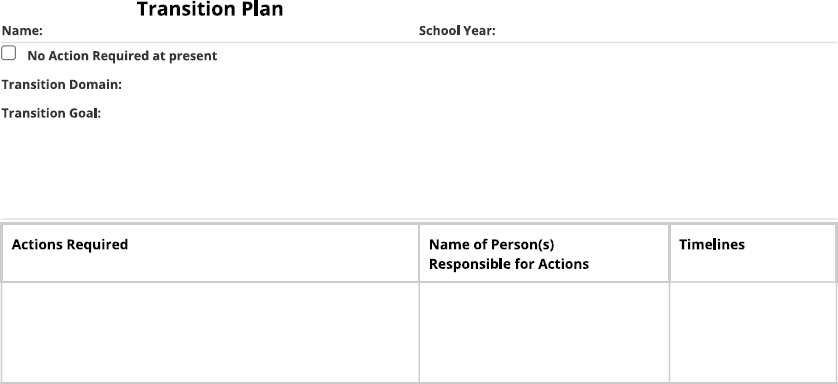 Transition Plan
Name: School Year:
No Action Required at present
Transition Domain:
Transition Goal:
Actions Required Name of Person(s) Timelines
Responsible for Actions